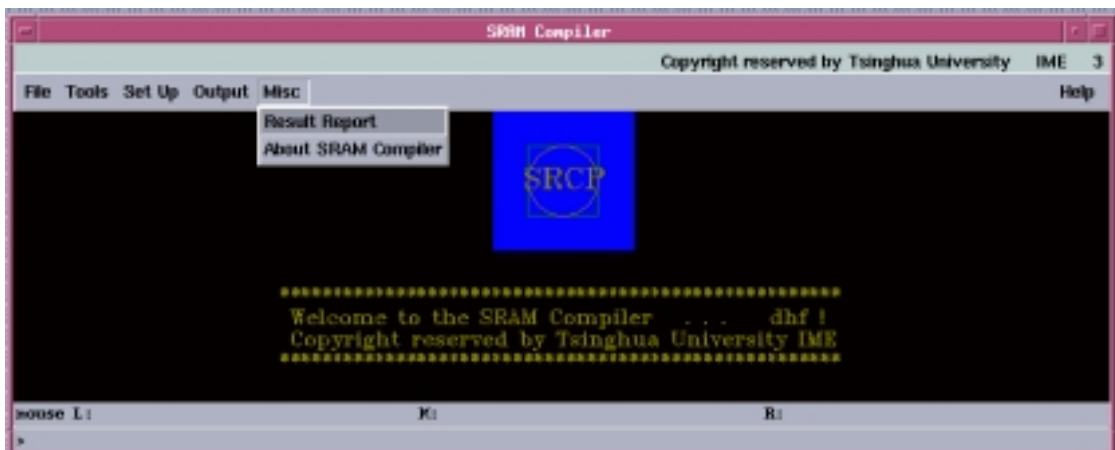 SRAM Compiler
Copyright reserved by Tsinghua University IME 3
File Tools Set Up Output Misc Help
Result Report
About SRAM Compiler
SRCP
****************************************************
Welcome to the SRAM Compiler ... dhf !
Copyright reserved by Tsinghua University IME
****************************************************
mouse L: M: R:
>